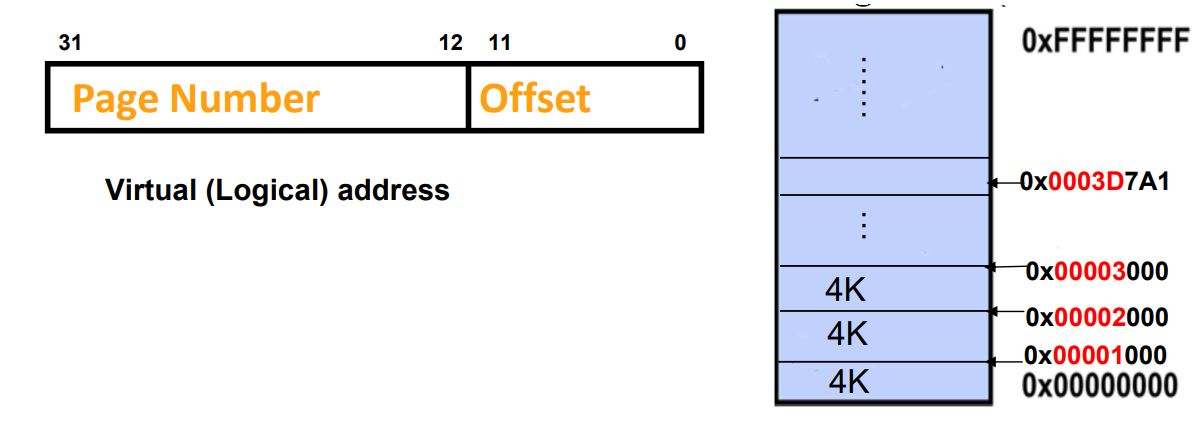 31 12 11 0
Page Number Offset
Virtual (Logical) address
0xFFFFFFFF
0x0003D7A1
0x00003000
4K
0x00002000
4K
0x00001000
4K
0x00000000